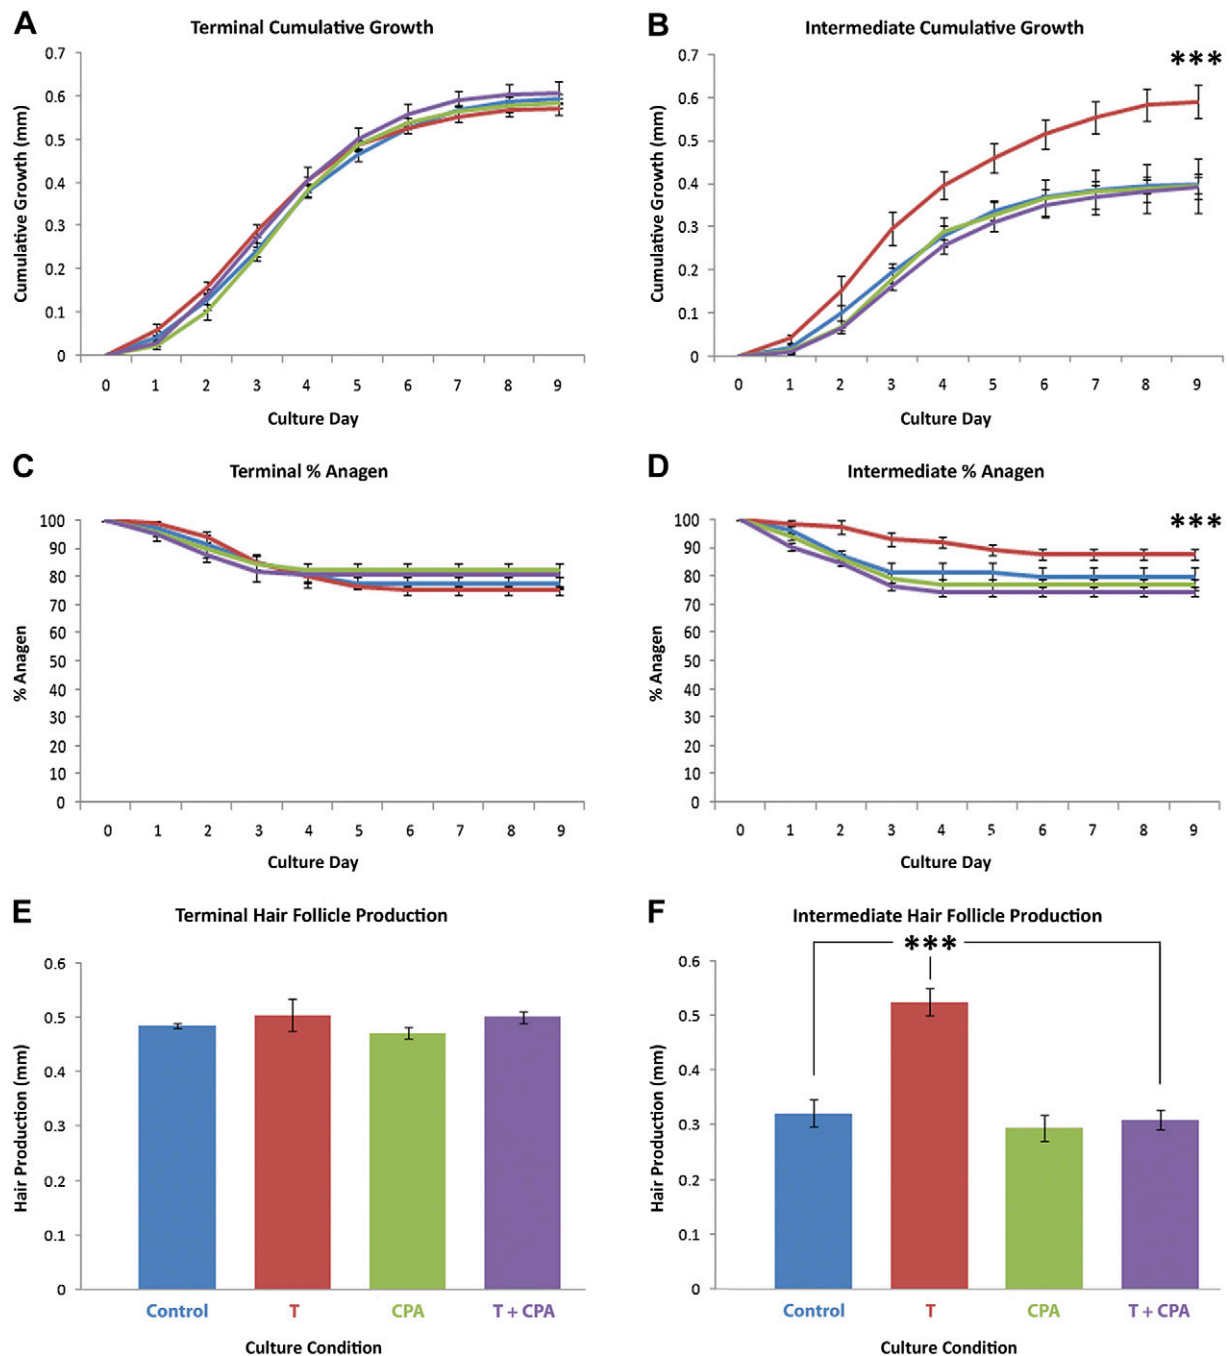 A
Terminal Cumulative Growth
0.7
0.6
0.5
0.4
0.3
0.2
0.1
0
Cumulative Growth (mm)
0 1 2 3 4 5 6 7 8 9
Culture Day
B
Intermediate Cumulative Growth
***
0.7
0.6
0.5
0.4
0.3
0.2
0.1
0
Cumulative Growth (mm)
0 1 2 3 4 5 6 7 8 9
Culture Day
C
Terminal % Anagen
100
90
80
70
60
50
40
30
20
10
0
% Anagen
0 1 2 3 4 5 6 7 8 9
Culture Day
D
Intermediate % Anagen
***
100
90
80
70
60
50
40
30
20
10
0
% Anagen
0 1 2 3 4 5 6 7 8 9
Culture Day
E
Terminal Hair Follicle Production
0.6
0.5
0.4
0.3
0.2
0.1
0
Hair Production (mm)
Control T CPA T + CPA
Culture Condition
F
Intermediate Hair Follicle Production
***
0.6
0.5
0.4
0.3
0.2
0.1
0
Hair Production (mm)
Control T CPA T + CPA
Culture Condition